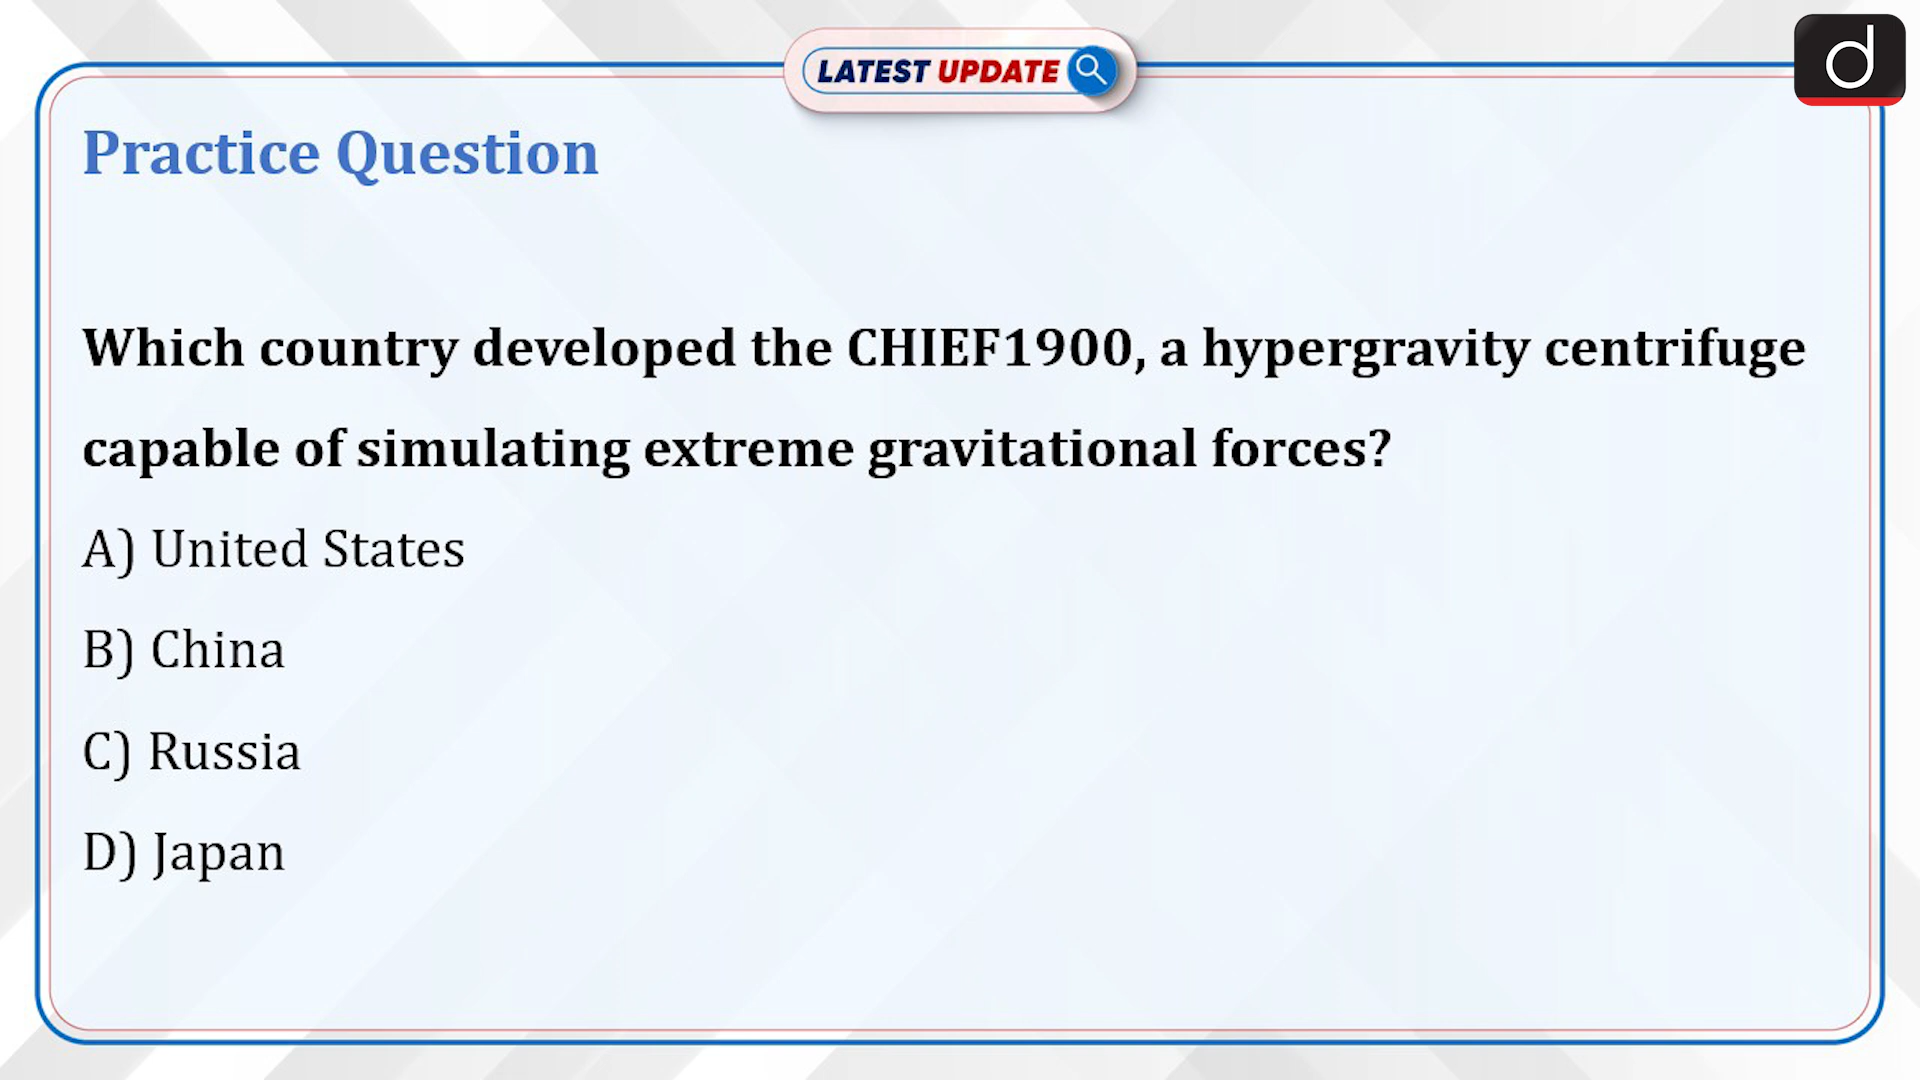 LATEST UPDATE
d
Practice Question
Which country developed the CHIEF1900, a hypergravity centrifuge
capable of simulating extreme gravitational forces?
A) United States
B) China
C) Russia
D) Japan